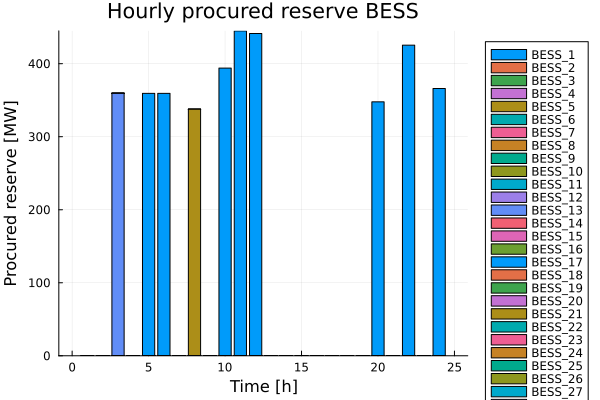 Hourly procured reserve BESS
Procured reserve [MW]
400
300
200
100
0
0 5 10 15 20 25
Time [h]
BESS_1
BESS_2
BESS_3
BESS_4
BESS_5
BESS_6
BESS_7
BESS_8
BESS_9
BESS_10
BESS_11
BESS_12
BESS_13
BESS_14
BESS_15
BESS_16
BESS_17
BESS_18
BESS_19
BESS_20
BESS_21
BESS_22
BESS_23
BESS_24
BESS_25
BESS_26
BESS_27